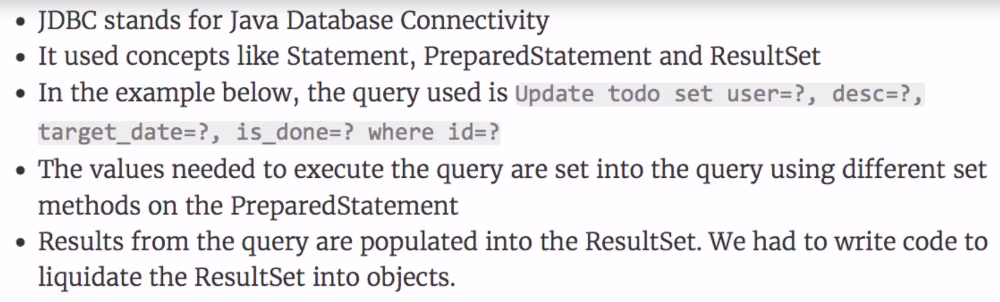 • JDBC stands for Java Database Connectivity
• It used concepts like Statement, PreparedStatement and ResultSet
• In the example below, the query used is Update todo set user=?, desc=?,
target_date=?, is_done=? where id=?
• The values needed to execute the query are set into the query using different set
methods on the PreparedStatement
• Results from the query are populated into the ResultSet. We had to write code to
liquidate the ResultSet into objects.